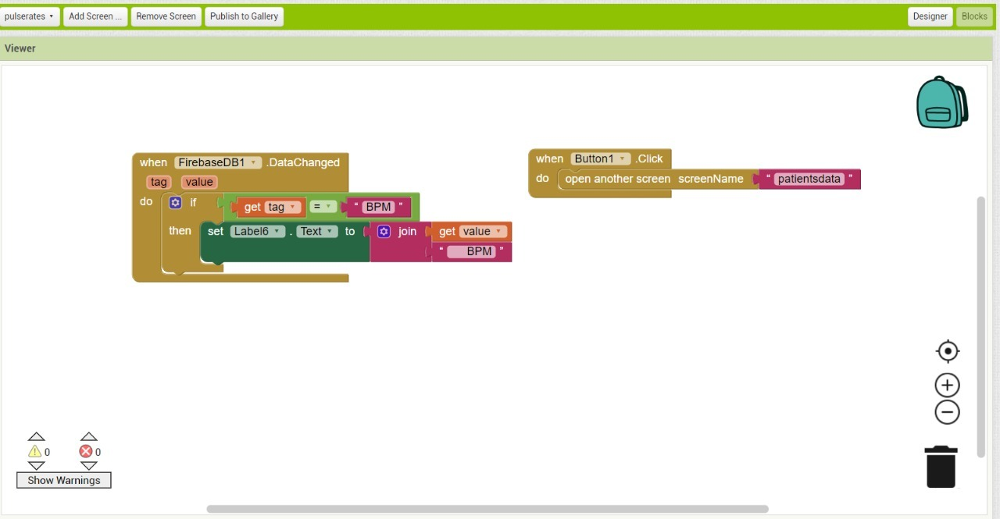 pulserates Add Screen ... Remove Screen Publish to Gallery Designer Blocks
Viewer
when FirebaseDB1 .DataChanged
tag value
do if get tag = " BPM "
then set Label6 . Text to join get value
" BPM "
when Button1 .Click
do open another screen screenName " patientsdata "
0 0
Show Warnings